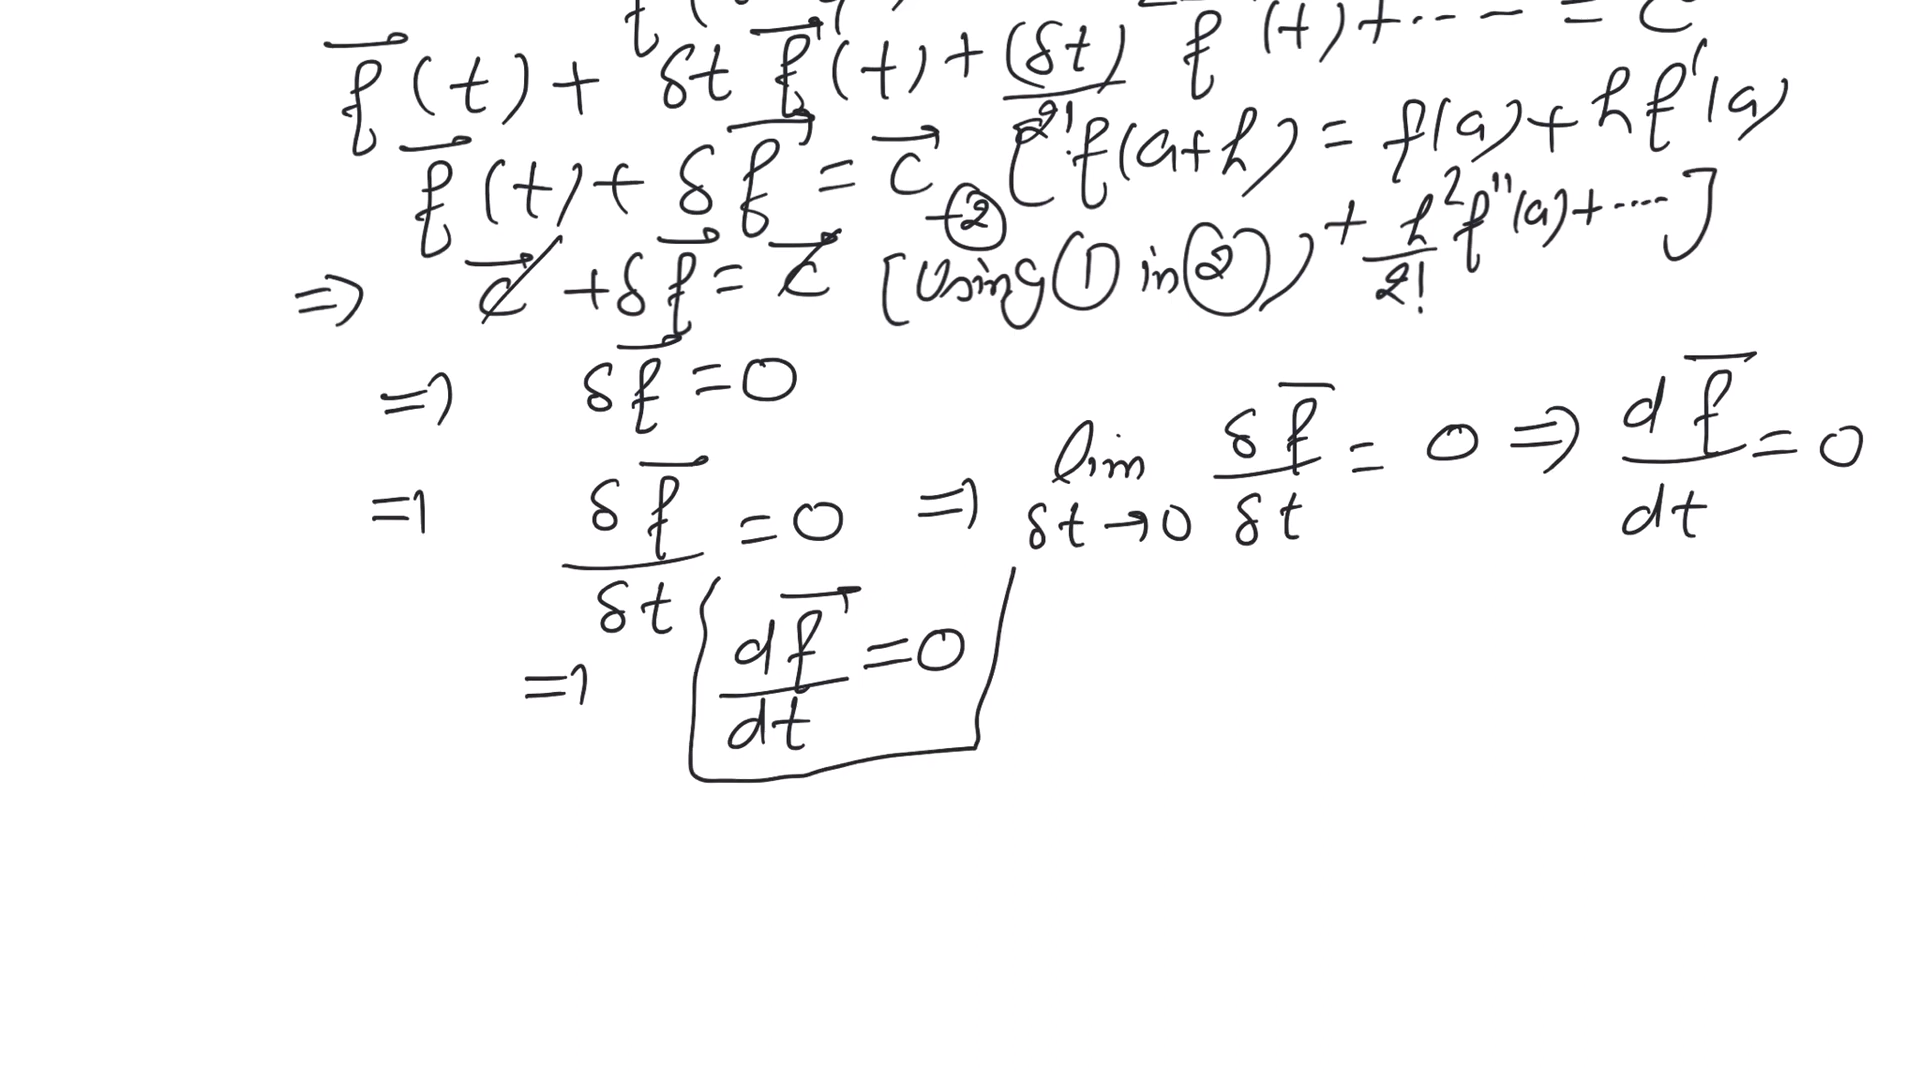 f⃗(t) + δt f⃗'(t) + (δt)²/2! f⃗''(t) + ---- = c⃗
f⃗(t) + δf⃗ = c⃗ —② [∵ f(a+h) = f(a) + hf'(a)
+ h²/2! f''(a) + ....]
⇒ c⃗ + δf⃗ = c⃗ [Using ① in ②]
⇒ δf⃗ = 0
⇒ δf⃗/δt = 0 ⇒ lim δt→0 δf⃗/δt = 0 ⇒ df⃗/dt = 0
⇒ df⃗/dt = 0